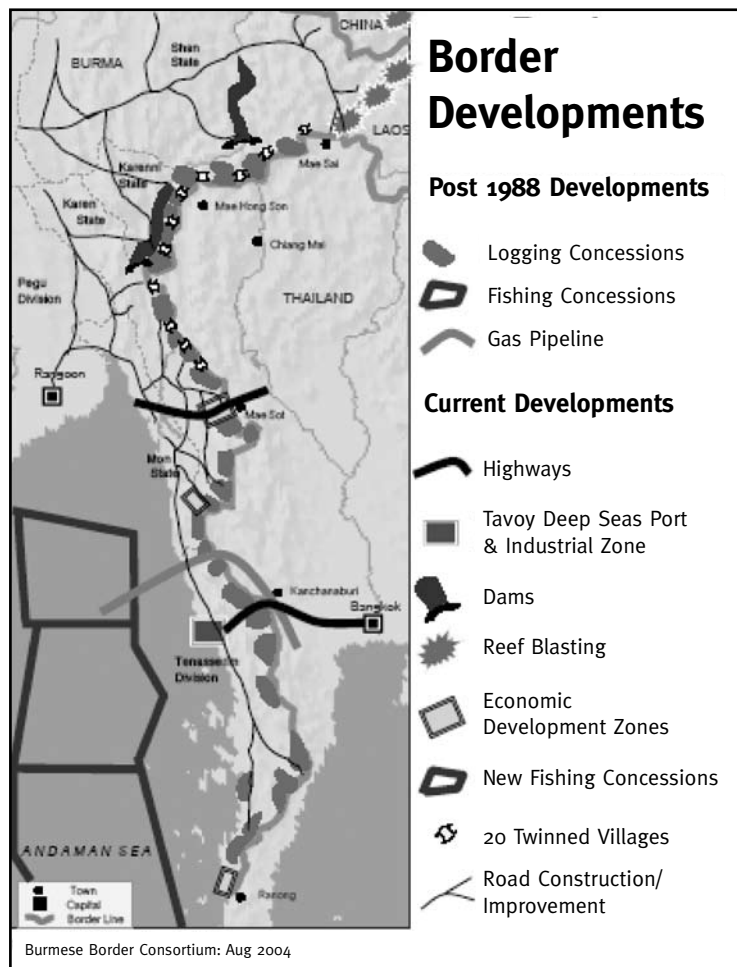 Border
Developments
Post 1988 Developments
Logging Concessions
Fishing Concessions
Gas Pipeline
Current Developments
Highways
Tavoy Deep Seas Port
& Industrial Zone
Dams
Reef Blasting
Economic
Development Zones
New Fishing Concessions
20 Twinned Villages
Road Construction/
Improvement
CHINA
BURMA
Shan
State
LAOS
Mae Sai
Karenni
State
Mae Hong Son
Karen
State
Chiang Mai
Pegu
Division
THAILAND
Rangoon
Mae Sot
Mon
State
Kanchanaburi
Bangkok
Tenasserim
Division
ANDAMAN SEA
Ranong
Town
Capital
Border Line
Burmese Border Consortium: Aug 2004